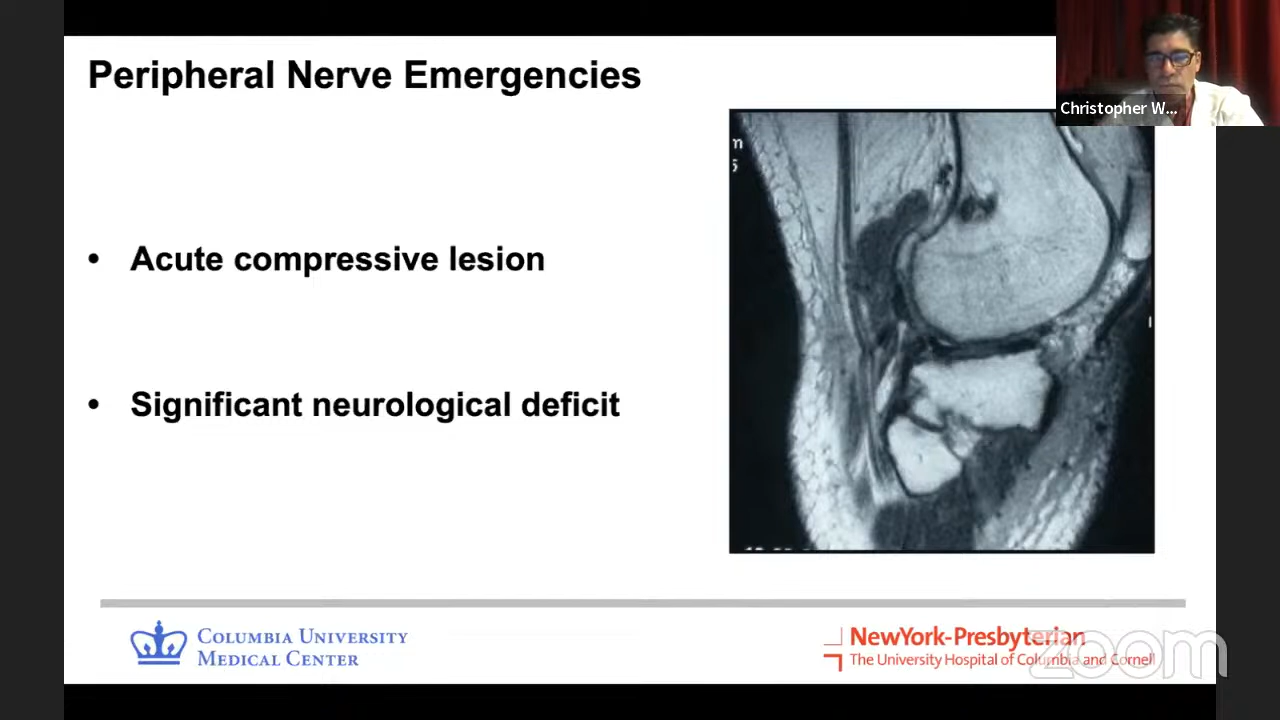 Peripheral Nerve Emergencies
Christopher W...
m
5
• Acute compressive lesion
• Significant neurological deficit
COLUMBIA UNIVERSITY
MEDICAL CENTER
NewYork-Presbyterian
The University Hospital of Columbia and Cornell
zoom